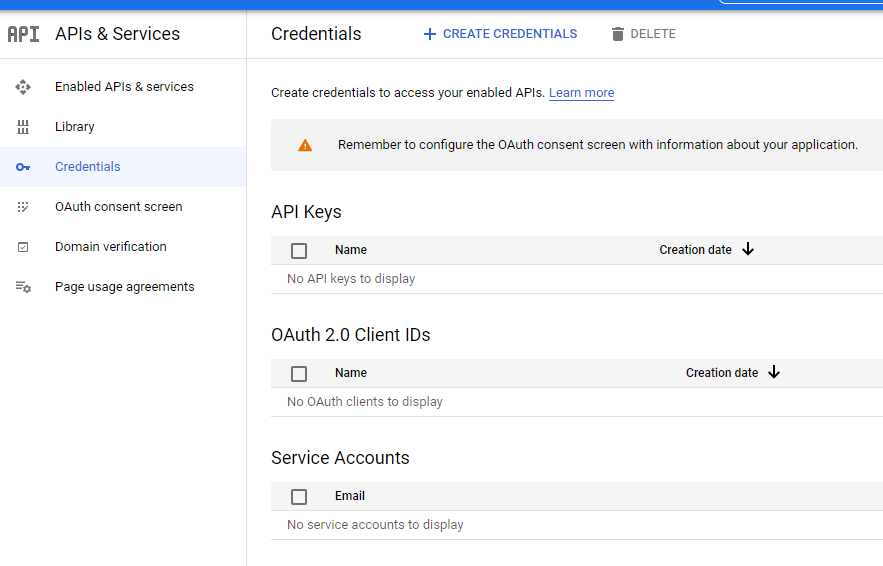 API APIs & Services
Credentials
CREATE CREDENTIALS
DELETE
Enabled APIs & services
Library
Credentials
OAuth consent screen
Domain verification
Page usage agreements
Create credentials to access your enabled APIs. Learn more
Remember to configure the OAuth consent screen with information about your application.
API Keys
Name Creation date
No API keys to display
OAuth 2.0 Client IDs
Name Creation date
No OAuth clients to display
Service Accounts
Email
No service accounts to display